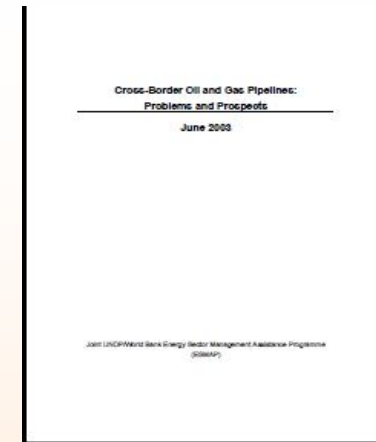 Cross-Border Oil and Gas Pipelines:
Problems and Prospects
June 2003
Joint UNDP/World Bank Energy Sector Management Assistance Programme
(ESMAP)